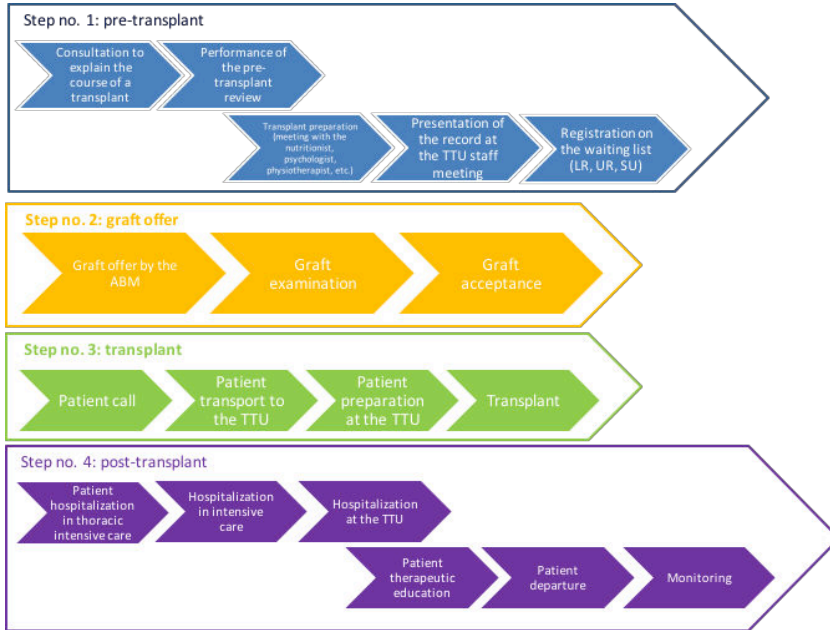 Step no. 1: pre-transplant
Consultation to
explain the
course of a
transplant
Performance of
the pre-
transplant
review
Transplant preparation
(meeting with the
nutritionist,
psychologist,
physiotherapist, etc.)
Presentation of
the record at
the TTU staff
meeting
Registration on
the waiting list
(LR, UR, SU)
Step no. 2: graft offer
Graft offer by the
ABM
Graft
examination
Graft
acceptance
Step no. 3: transplant
Patient call
Patient
transport to
the TTU
Patient
preparation
at the TTU
Transplant
Step no. 4: post-transplant
Patient
hospitalization
in thoracic
intensive care
Hospitalization
in intensive
care
Hospitalization
at the TTU
Patient
therapeutic
education
Patient
departure
Monitoring